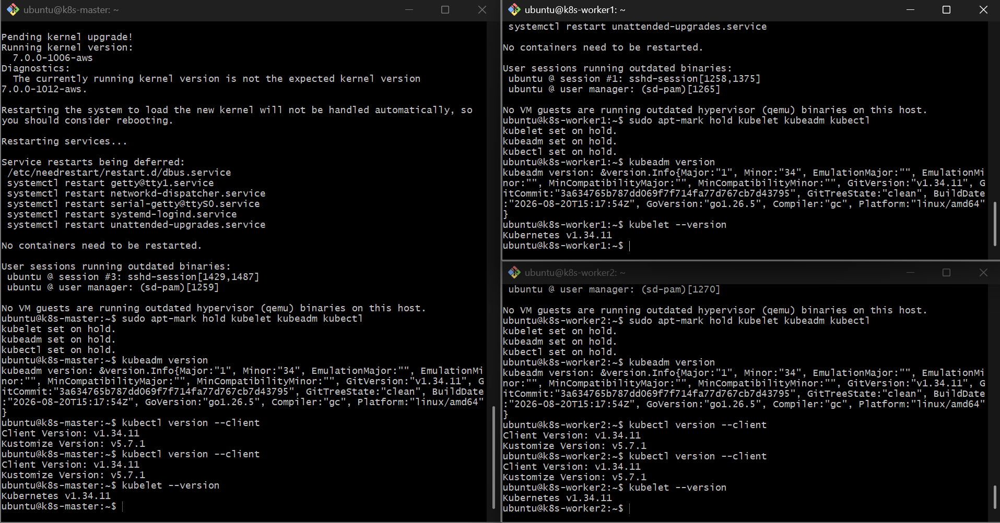 ubuntu@k8s-master: ~
Pending kernel upgrade!
Running kernel version:
  7.0.0-1006-aws
Diagnostics:
  The currently running kernel version is not the expected kernel version
7.0.0-1012-aws.
Restarting the system to load the new kernel will not be handled automatically, so
you should consider rebooting.
Restarting services...
Service restarts being deferred:
 /etc/needrestart/restart.d/dbus.service
 systemctl restart getty@tty1.service
 systemctl restart networkd-dispatcher.service
 systemctl restart serial-getty@ttyS0.service
 systemctl restart systemd-logind.service
 systemctl restart unattended-upgrades.service
No containers need to be restarted.
User sessions running outdated binaries:
 ubuntu @ session #3: sshd-session[1429,1487]
 ubuntu @ user manager: (sd-pam)[1259]
No VM guests are running outdated hypervisor (qemu) binaries on this host.
ubuntu@k8s-master:~$ sudo apt-mark hold kubelet kubeadm kubectl
kubelet set on hold.
kubeadm set on hold.
kubectl set on hold.
ubuntu@k8s-master:~$ kubeadm version
kubeadm version: &version.Info{Major:"1", Minor:"34", EmulationMajor:"", EmulationMi
nor:"", MinCompatibilityMajor:"", MinCompatibilityMinor:"", GitVersion:"v1.34.11", G
itCommit:"3a634765b787dd069f7f714fa77d767cb7d43795", GitTreeState:"clean", BuildDate
:"2026-08-20T15:17:54Z", GoVersion:"go1.26.5", Compiler:"gc", Platform:"linux/amd64"
}
ubuntu@k8s-master:~$ kubectl version --client
Client Version: v1.34.11
Kustomize Version: v5.7.1
ubuntu@k8s-master:~$ kubectl version --client
Client Version: v1.34.11
Kustomize Version: v5.7.1
ubuntu@k8s-master:~$ kubelet --version
Kubernetes v1.34.11
ubuntu@k8s-master:~$
ubuntu@k8s-worker1: ~
 systemctl restart unattended-upgrades.service
No containers need to be restarted.
User sessions running outdated binaries:
 ubuntu @ session #1: sshd-session[1258,1375]
 ubuntu @ user manager: (sd-pam)[1265]
No VM guests are running outdated hypervisor (qemu) binaries on this host.
ubuntu@k8s-worker1:~$ sudo apt-mark hold kubelet kubeadm kubectl
kubelet set on hold.
kubeadm set on hold.
kubectl set on hold.
ubuntu@k8s-worker1:~$ kubeadm version
kubeadm version: &version.Info{Major:"1", Minor:"34", EmulationMajor:"", EmulationMi
nor:"", MinCompatibilityMajor:"", MinCompatibilityMinor:"", GitVersion:"v1.34.11", G
itCommit:"3a634765b787dd069f7f714fa77d767cb7d43795", GitTreeState:"clean", BuildDate
:"2026-08-20T15:17:54Z", GoVersion:"go1.26.5", Compiler:"gc", Platform:"linux/amd64"
}
ubuntu@k8s-worker1:~$ kubelet --version
Kubernetes v1.34.11
ubuntu@k8s-worker1:~$
ubuntu@k8s-worker2: ~
 ubuntu @ user manager: (sd-pam)[1270]
No VM guests are running outdated hypervisor (qemu) binaries on this host.
ubuntu@k8s-worker2:~$ sudo apt-mark hold kubelet kubeadm kubectl
kubelet set on hold.
kubeadm set on hold.
kubectl set on hold.
ubuntu@k8s-worker2:~$ kubeadm version
kubeadm version: &version.Info{Major:"1", Minor:"34", EmulationMajor:"", EmulationMi
nor:"", MinCompatibilityMajor:"", MinCompatibilityMinor:"", GitVersion:"v1.34.11", G
itCommit:"3a634765b787dd069f7f714fa77d767cb7d43795", GitTreeState:"clean", BuildDate
:"2026-08-20T15:17:54Z", GoVersion:"go1.26.5", Compiler:"gc", Platform:"linux/amd64"
}
ubuntu@k8s-worker2:~$ kubectl version --client
Client Version: v1.34.11
Kustomize Version: v5.7.1
ubuntu@k8s-worker2:~$ kubectl version --client
Client Version: v1.34.11
Kustomize Version: v5.7.1
ubuntu@k8s-worker2:~$ kubelet --version
Kubernetes v1.34.11
ubuntu@k8s-worker2:~$